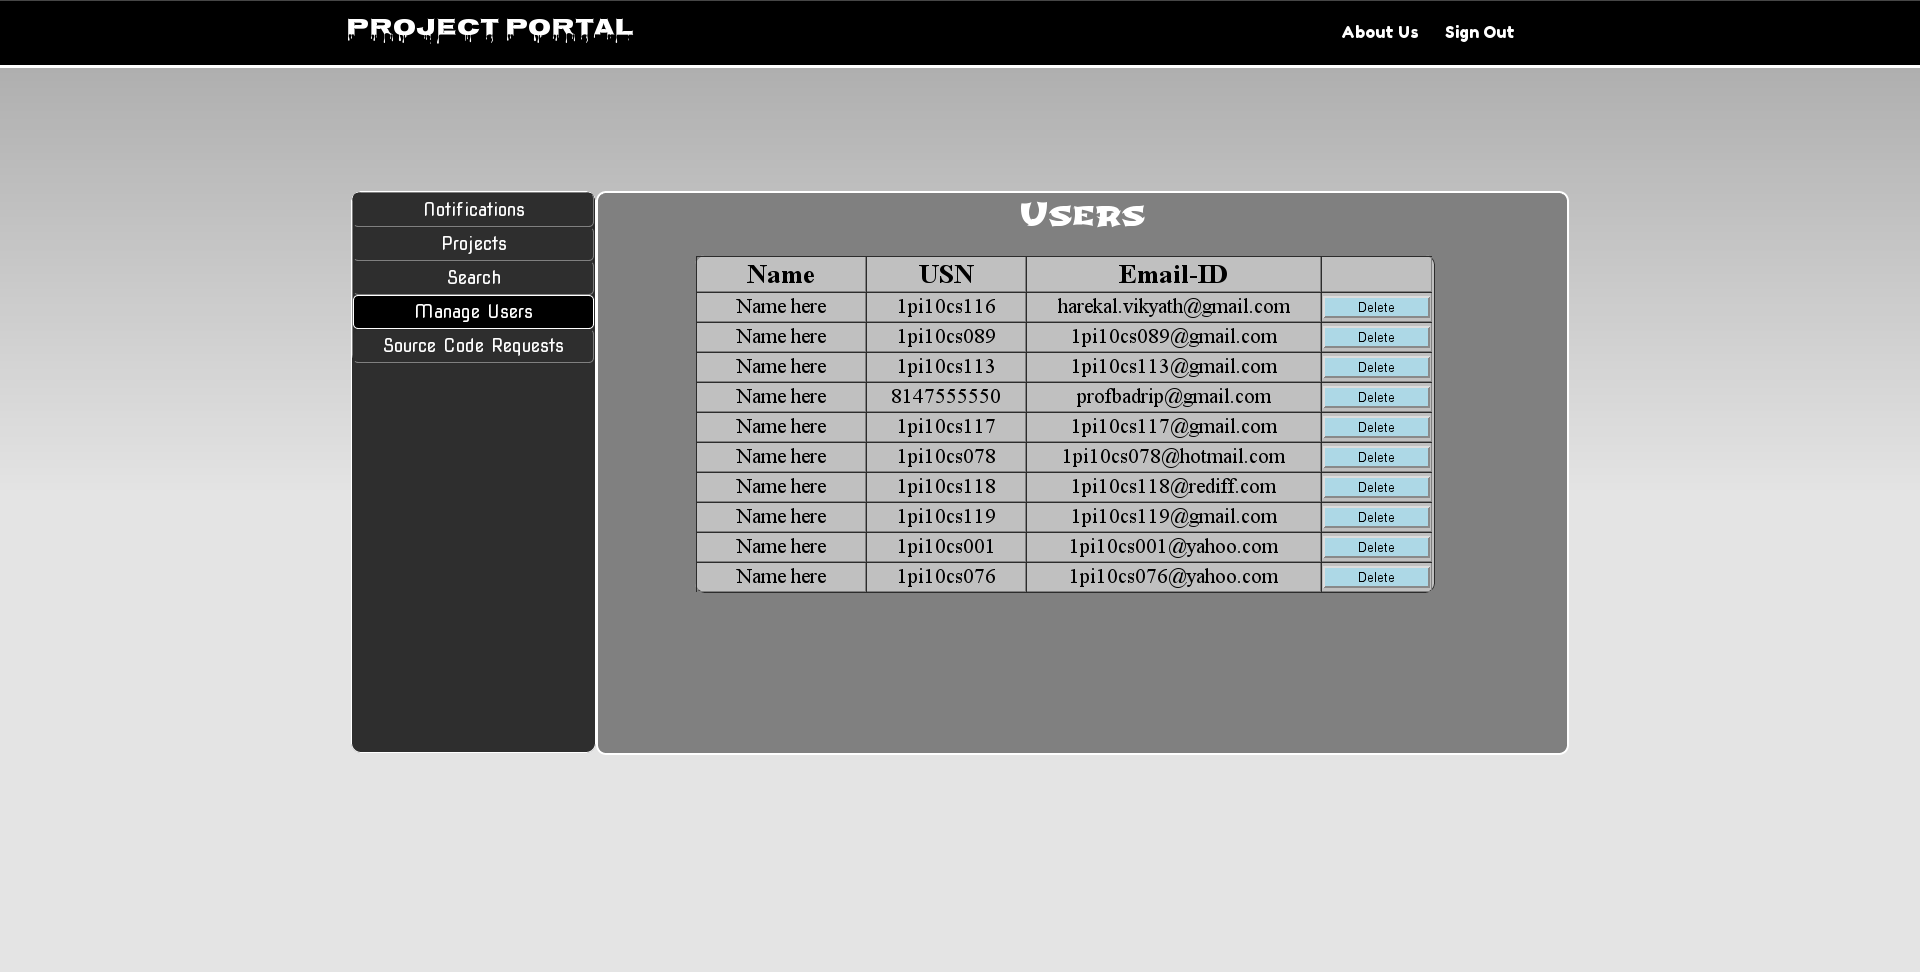 PROJECT PORTAL
About Us Sign Out
Notifications
Projects
Search
Manage Users
Source Code Requests
Users
Name USN Email-ID
Name here 1pi10cs116 harekal.vikyath@gmail.com Delete
Name here 1pi10cs089 1pi10cs089@gmail.com Delete
Name here 1pi10cs113 1pi10cs113@gmail.com Delete
Name here 8147555550 profbadrip@gmail.com Delete
Name here 1pi10cs117 1pi10cs117@gmail.com Delete
Name here 1pi10cs078 1pi10cs078@hotmail.com Delete
Name here 1pi10cs118 1pi10cs118@rediff.com Delete
Name here 1pi10cs119 1pi10cs119@gmail.com Delete
Name here 1pi10cs001 1pi10cs001@yahoo.com Delete
Name here 1pi10cs076 1pi10cs076@yahoo.com Delete